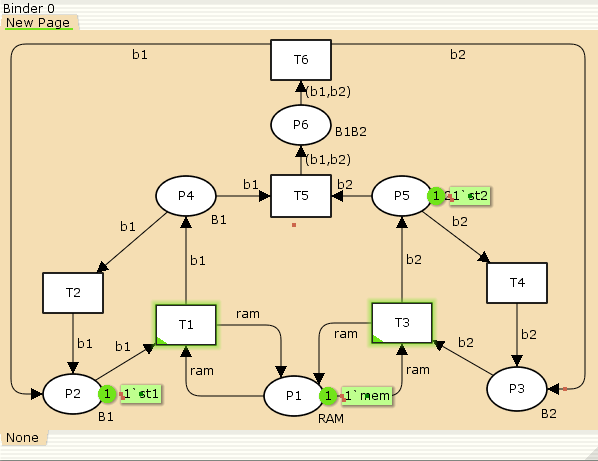 Binder 0
New Page
b1
T6
b2
(b1,b2)
P6
B1B2
(b1,b2)
P4
b1
T5
b2
P5
1
1`st2
B1
b1
b2
b1
b2
T2
T4
T1
ram
ram
T3
b1
b1
b2
b2
ram
ram
P2
1
1`st1
P1
1
1`mem
P3
B1
RAM
B2
None